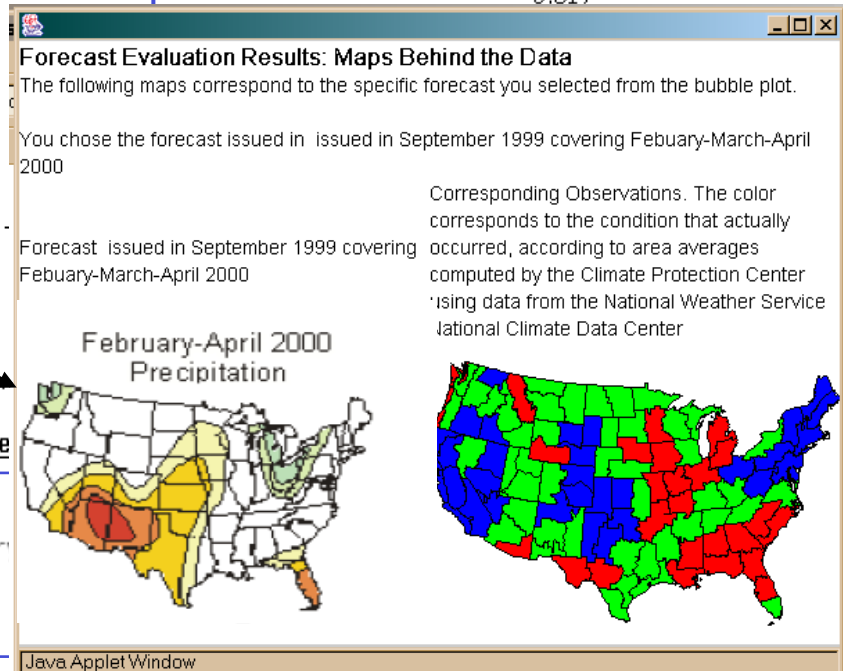 Forecast Evaluation Results: Maps Behind the Data
The following maps correspond to the specific forecast you selected from the bubble plot.
You chose the forecast issued in issued in September 1999 covering Febuary-March-April
2000
Forecast issued in September 1999 covering
Febuary-March-April 2000
Corresponding Observations. The color
corresponds to the condition that actually
occurred, according to area averages
computed by the Climate Protection Center
using data from the National Weather Service
National Climate Data Center
February-April 2000
Precipitation
Java Applet Window